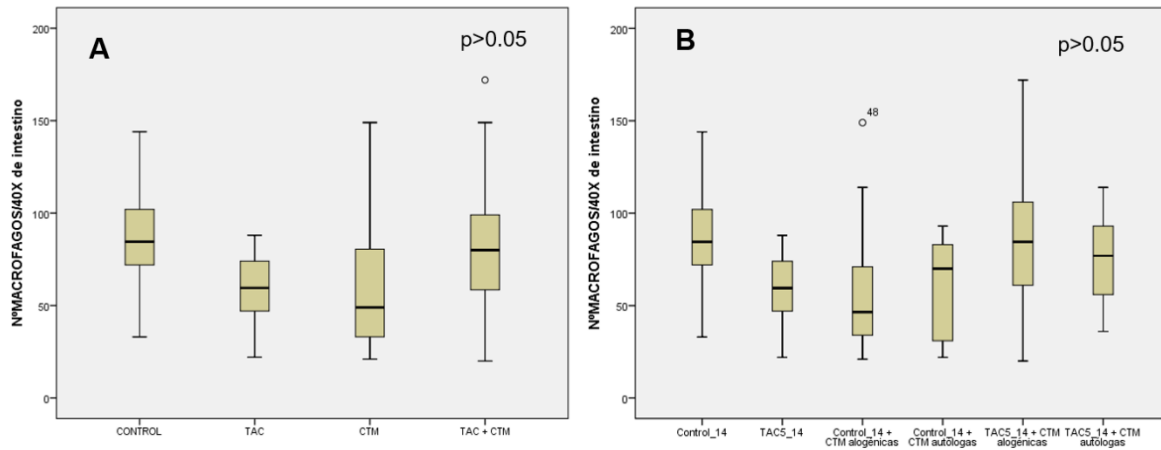 A
p>0.05
NºMACROFAGOS/40X de intestino
200
150
100
50
0
CONTROL
TAC
CTM
TAC + CTM
B
p>0.05
NºMACROFAGOS/40X de intestino
200
150
100
50
0
48
Control_14
TAC5_14
Control_14 +
CTM alogénicas
Control_14 +
CTM autólogas
TAC5_14 + CTM
alogénicas
TAC5_14 + CTM
autólogas